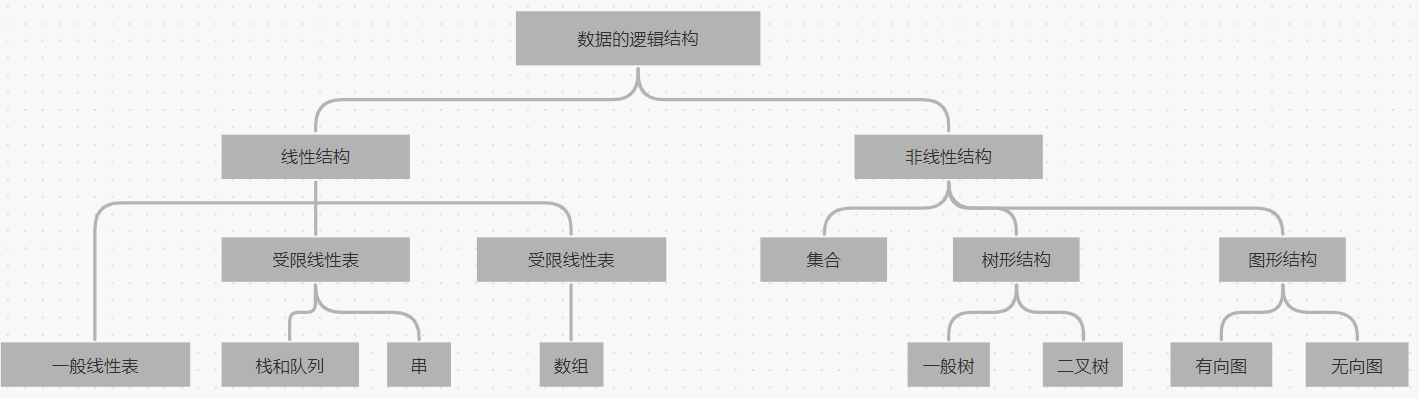 数据的逻辑结构
线性结构
非线性结构
受限线性表
受限线性表
集合
树形结构
图形结构
一般线性表
栈和队列
串
数组
一般树
二叉树
有向图
无向图